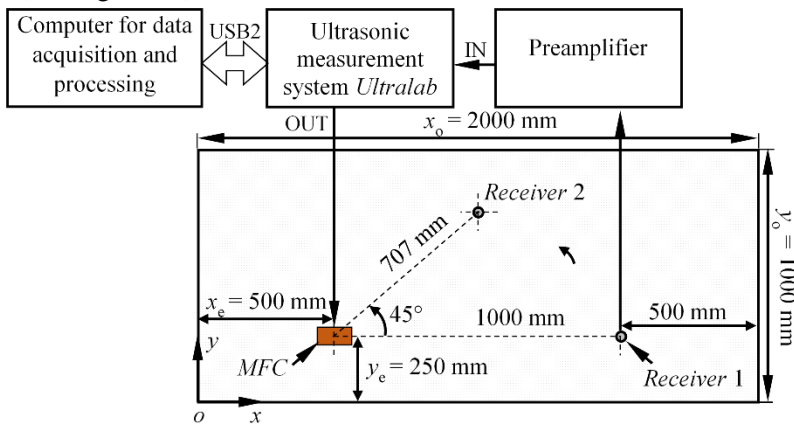 Computer for data
acquisition and
processing
USB2
Ultrasonic
measurement
system Ultralab
IN
Preamplifier
OUT
xₒ = 2000 mm
Receiver 2
707 mm
yₒ = 1000 mm
xₑ = 500 mm
45°
1000 mm
500 mm
y
MFC
yₑ = 250 mm
Receiver 1
o
x